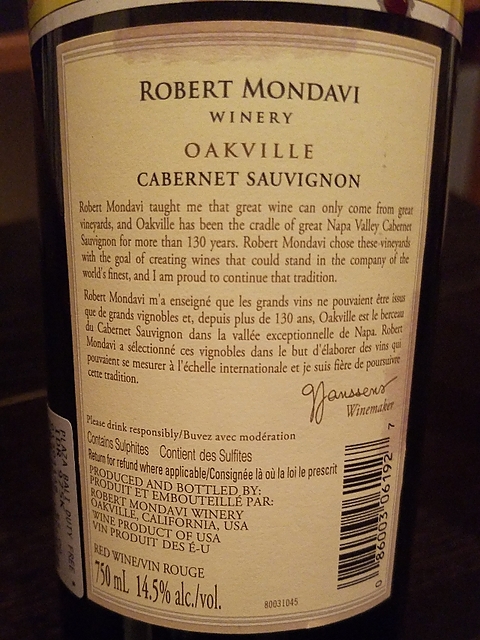 ROBERT MONDAVI
WINERY
OAKVILLE
CABERNET SAUVIGNON
Robert Mondavi taught me that great wine can only come from great
vineyards, and Oakville has been the cradle of great Napa Valley Cabernet
Sauvignon for more than 130 years. Robert Mondavi chose these vineyards
with the goal of creating wines that could stand in the company of the
world's finest, and I am proud to continue that tradition.
Robert Mondavi m'a enseigné que les grands vins ne pouvaient être issus
que de grands vignobles et, depuis plus de 130 ans, Oakville est le berceau
du Cabernet Sauvignon dans la vallée exceptionnelle de Napa. Robert
Mondavi a sélectionné ces vignobles dans le but d'élaborer des vins qui
pouvaient se mesurer à l'échelle internationale et je suis fière de poursuivre
cette tradition.
Janssens
Winemaker
Please drink responsibly/Buvez avec modération
Contains Sulphites Contient des Sulfites
Return for refund where applicable/Consignée là où la loi le prescrit
PRODUCED AND BOTTLED BY:
PRODUIT ET EMBOUTEILLÉ PAR:
ROBERT MONDAVI WINERY
OAKVILLE, CALIFORNIA, USA
WINE PRODUCT OF USA
VIN PRODUIT DES É-U
RED WINE/VIN ROUGE
750 mL 14.5% alc./vol.
80031045
0 86003 06192 7